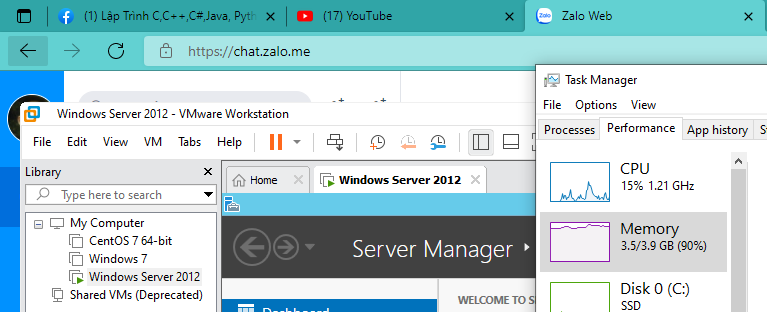 (1) Lập Trình C,C++,C#,Java, Pyth
(17) YouTube
Zalo Web
https://chat.zalo.me
Windows Server 2012 - VMware Workstation
File Edit View VM Tabs Help
Library
Type here to search
My Computer
CentOS 7 64-bit
Windows 7
Windows Server 2012
Shared VMs (Deprecated)
Home
Windows Server 2012
Server Manager
Dashboard
WELCOME TO S
Task Manager
File Options View
Processes Performance App history St
CPU
15% 1.21 GHz
Memory
3.5/3.9 GB (90%)
Disk 0 (C:)
SSD